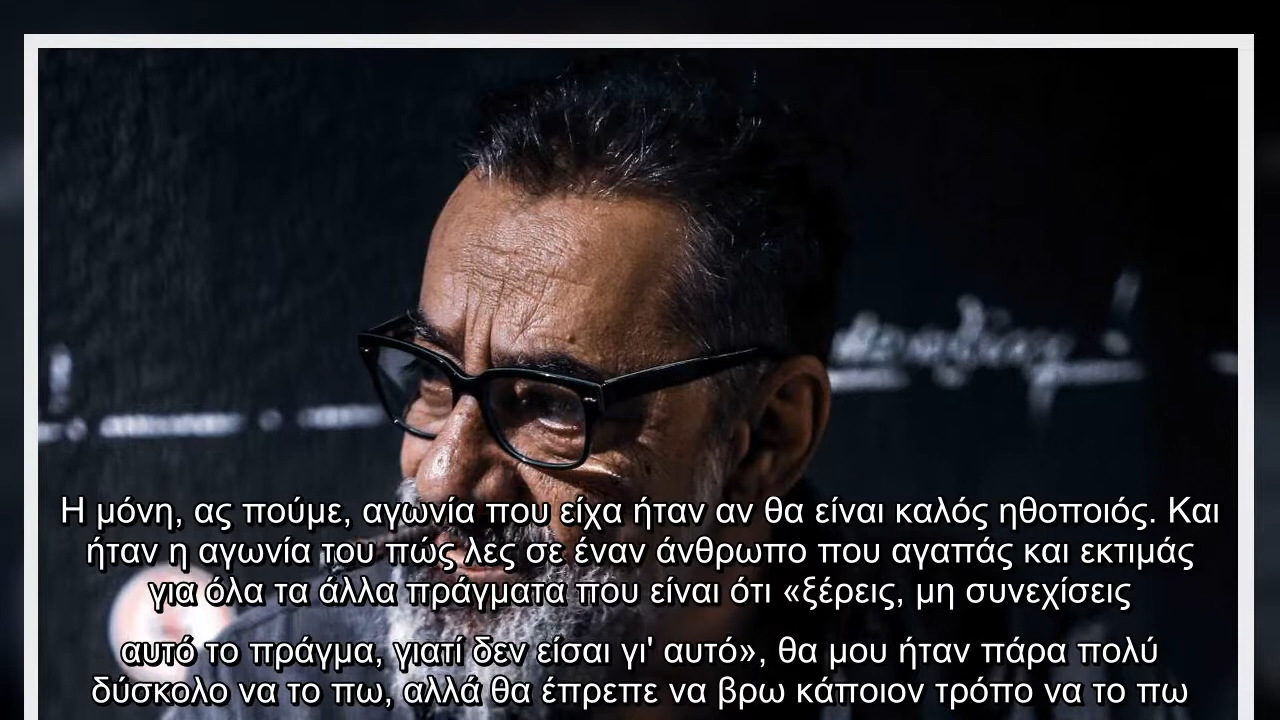 Η μόνη, ας πούμε, αγωνία που είχα ήταν αν θα είναι καλός ηθοποιός. Και
ήταν η αγωνία του πώς λες σε έναν άνθρωπο που αγαπάς και εκτιμάς
για όλα τα άλλα πράγματα που είναι ότι «ξέρεις, μη συνεχίσεις
αυτό το πράγμα, γιατί δεν είσαι γι' αυτό», θα μου ήταν πάρα πολύ
δύσκολο να το πω, αλλά θα έπρεπε να βρω κάποιον τρόπο να το πω